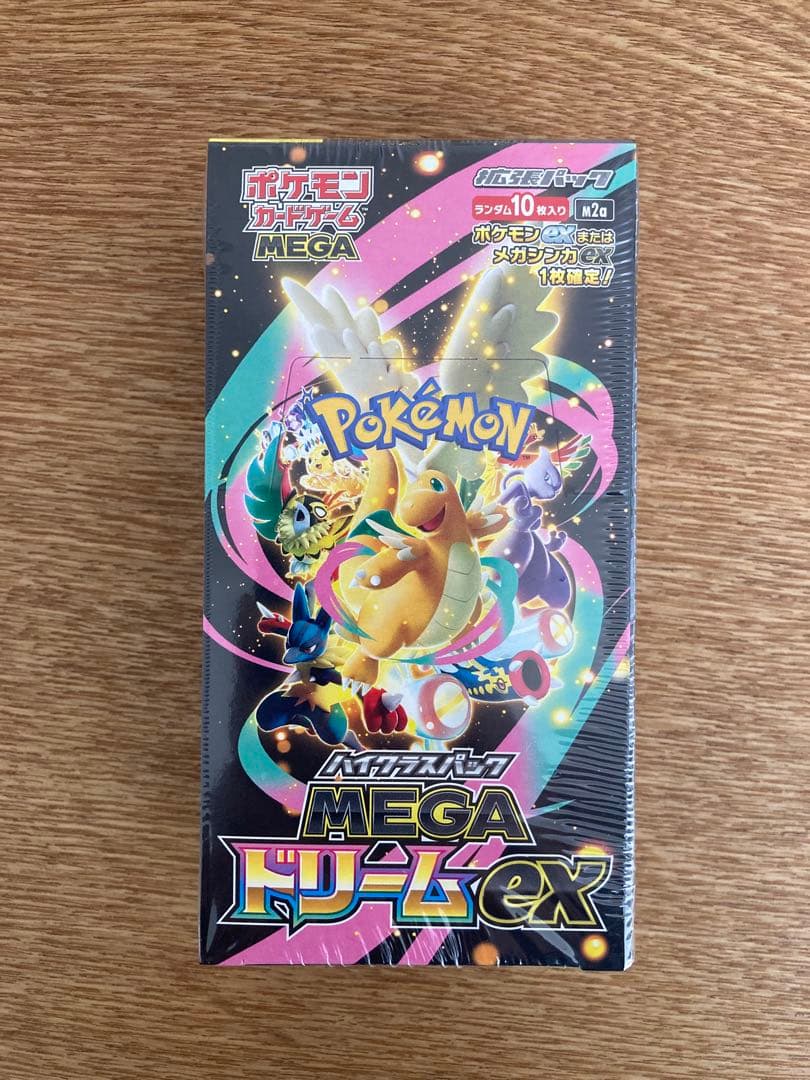 ポケモン
カードゲーム
MEGA
拡張パック
ランダム10枚入り M2a
ポケモンexまたは
メガシンカex
1枚確定!
POKÉMON
TM
ハイクラスパック
MEGA
ドリームex